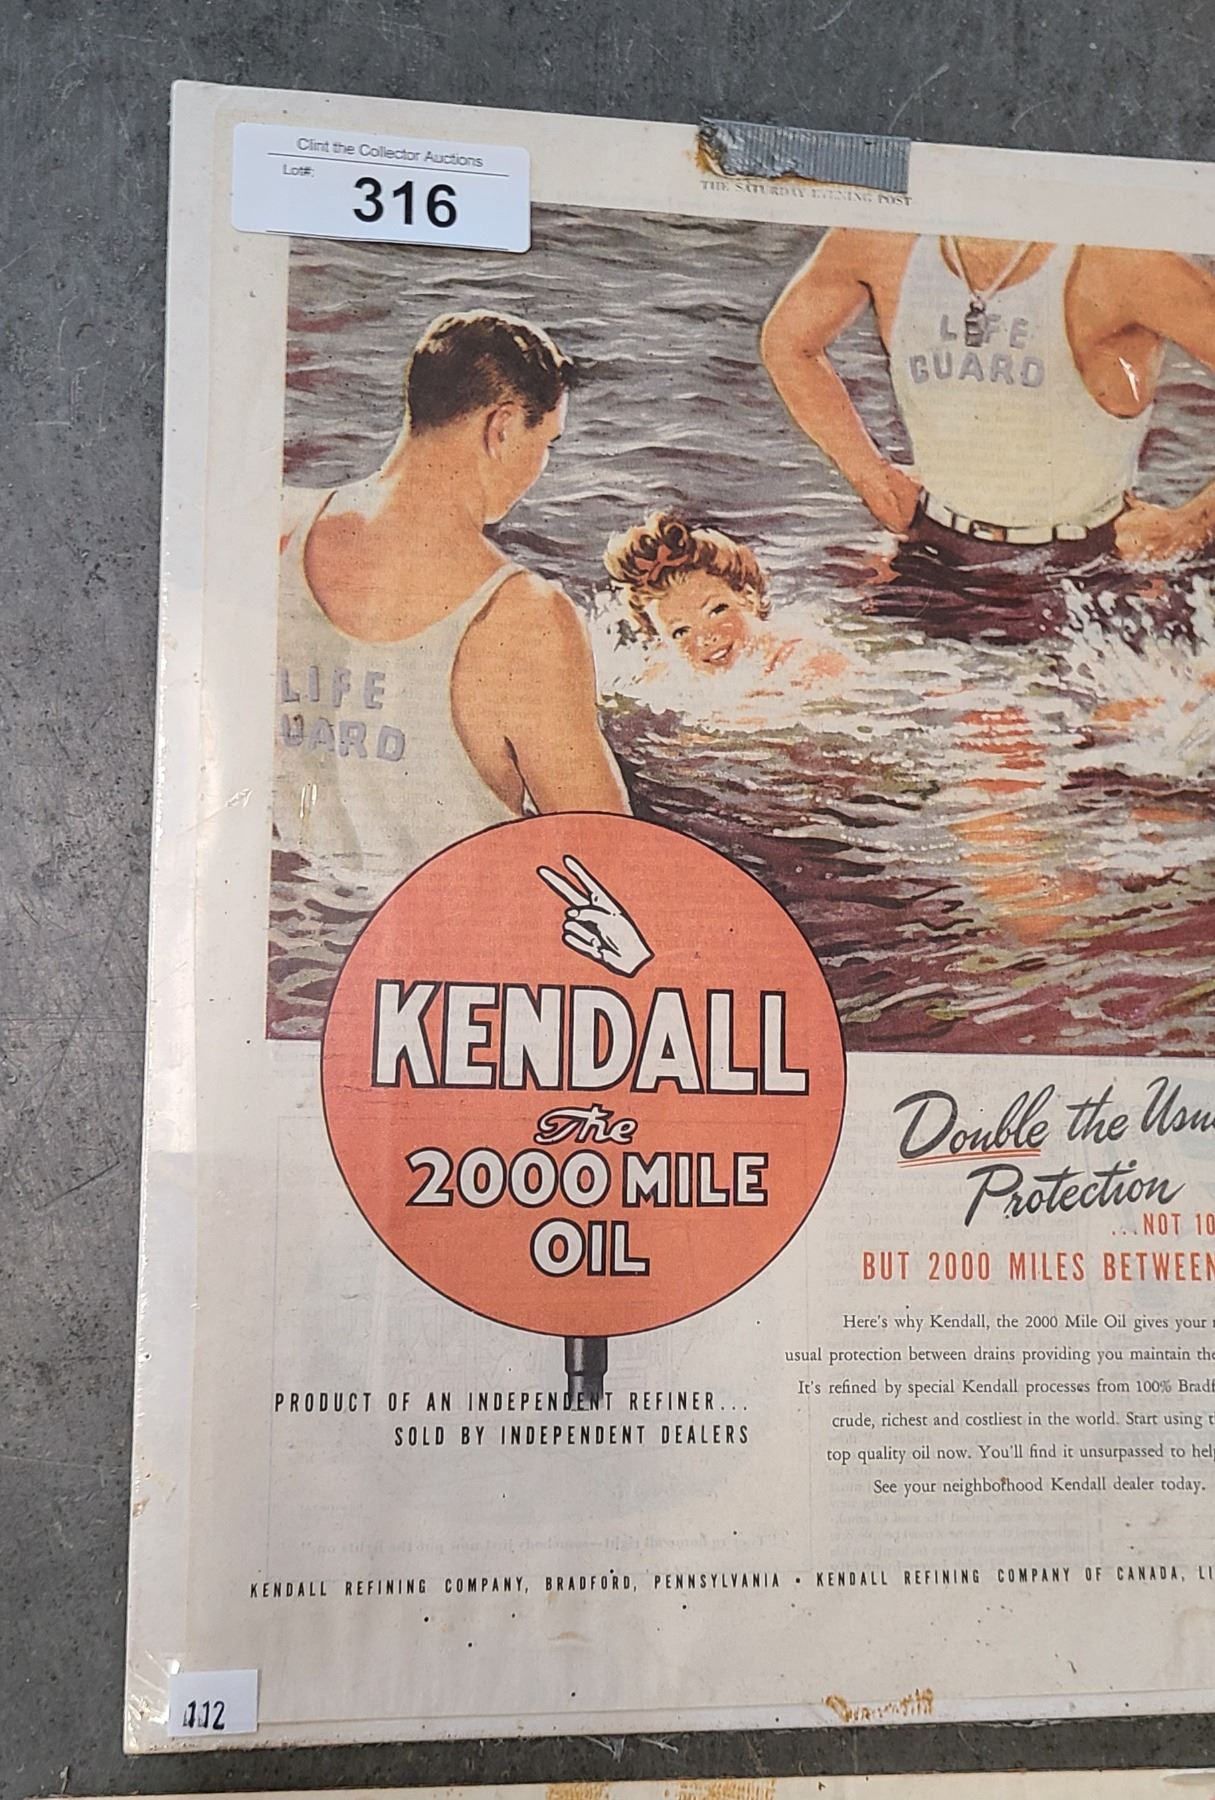 Clint the Collector Auctions
Lot#:
316
THE SATURDAY EVENING POST
LIFE
GUARD
LIFE
UARD
KENDALL
The
2000 MILE
OIL
Double the
Protection
...NOT 10
BUT 2000 MILES BETWEEN
Here's why Kendall, the 2000 Mile Oil gives your
usual protection between drains providing you maintain the
It's refined by special Kendall processes from 100%
crude, richest and costliest in the world. Start using
top quality oil now. You'll find it unsurpassed to
See your neighborhood Kendall dealer today.
PRODUCT OF AN INDEPENDENT REFINER...
SOLD BY INDEPENDENT DEALERS
KENDALL REFINING COMPANY, BRADFORD, PENNSYLVANIA • KENDALL REFINING COMPANY OF CANADA,
112